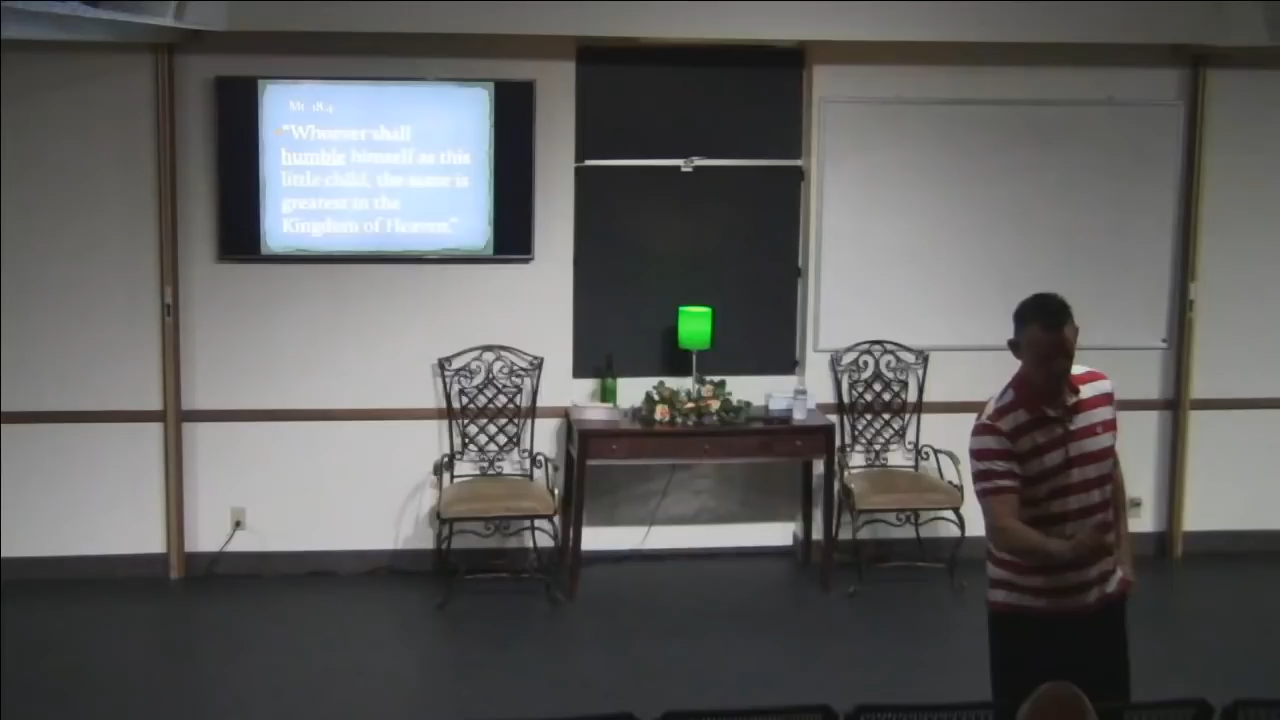 Mt 18.4
"Whoever shall
humble himself as this
little child, the same is
greatest in the
Kingdom of Heaven."